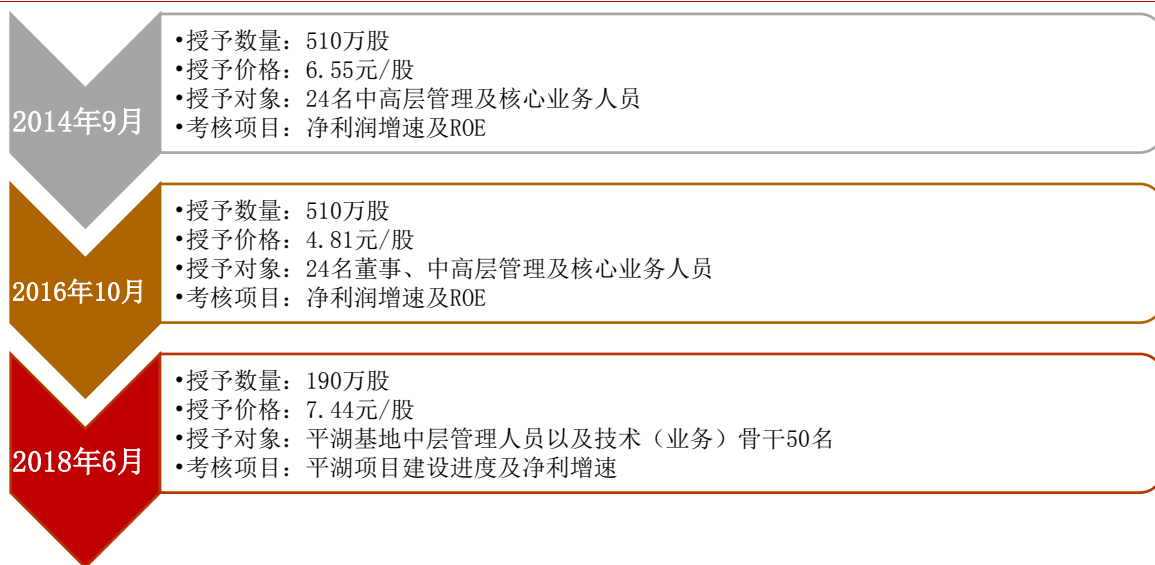 2014年9月
•授予数量：510万股
•授予价格：6.55元/股
•授予对象：24名中高层管理及核心业务人员
•考核项目：净利润增速及ROE
2016年10月
•授予数量：510万股
•授予价格：4.81元/股
•授予对象：24名董事、中高层管理及核心业务人员
•考核项目：净利润增速及ROE
2018年6月
•授予数量：190万股
•授予价格：7.44元/股
•授予对象：平湖基地中层管理人员以及技术（业务）骨干50名
•考核项目：平湖项目建设进度及净利增速